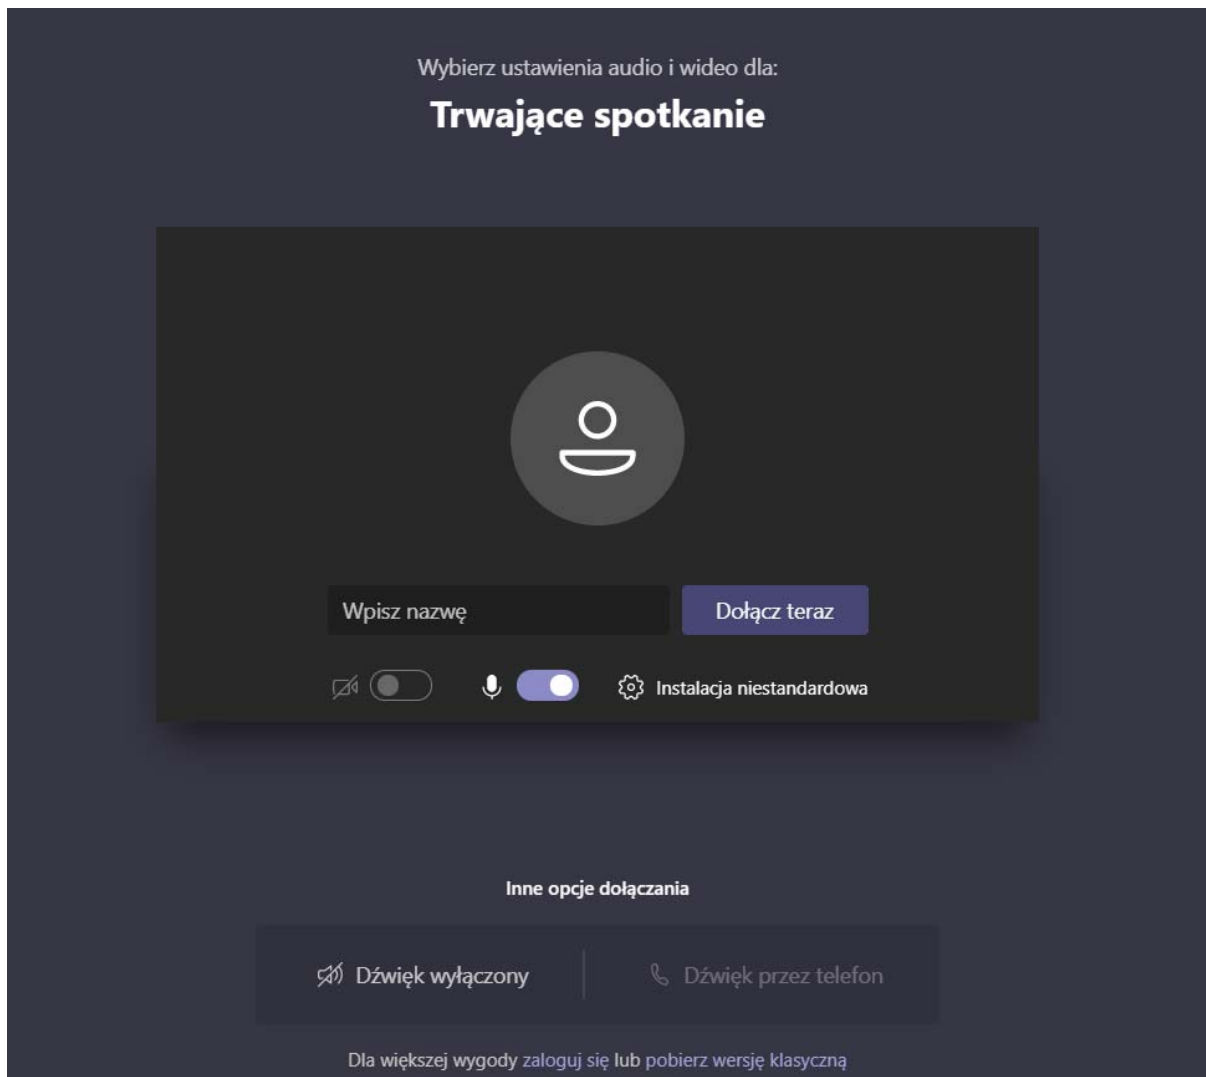 Wybierz ustawienia audio i wideo dla:
Trwające spotkanie
Wpisz nazwę
Dołącz teraz
Instalacja niestandardowa
Inne opcje dołączania
Dźwięk wyłączony
Dźwięk przez telefon
Dla większej wygody zaloguj się lub pobierz wersję klasyczną